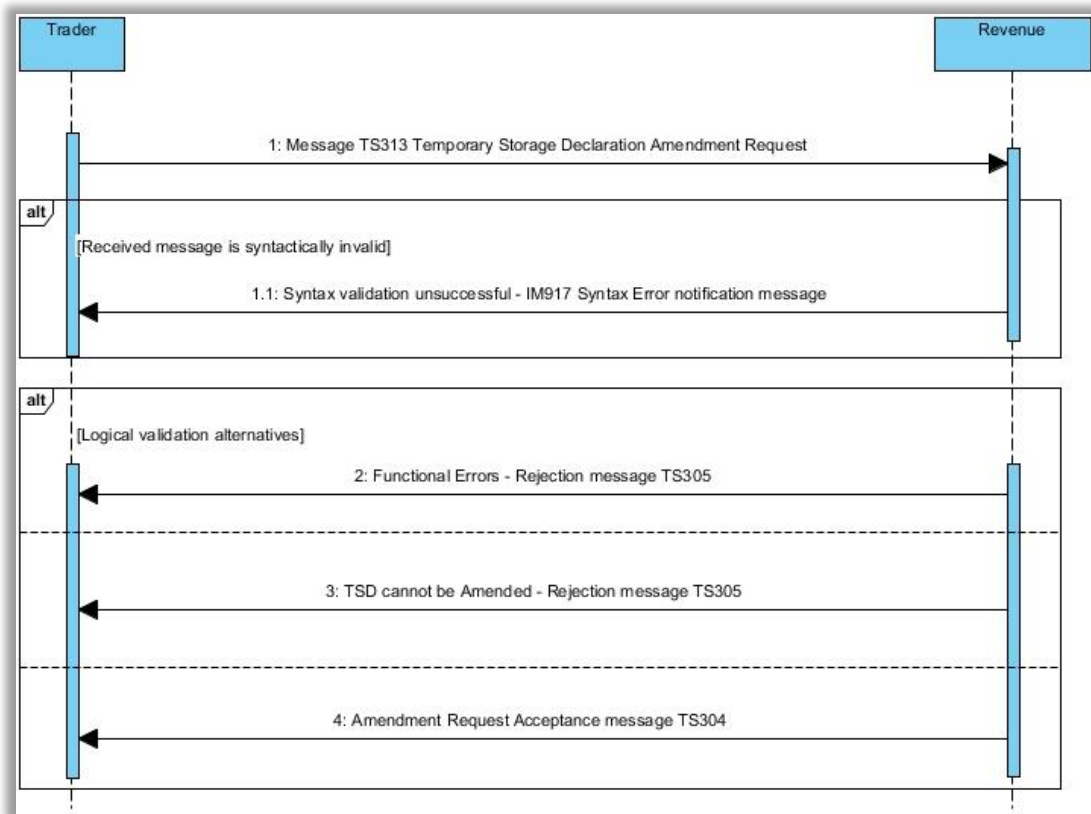 Trader
Revenue
1: Message TS313 Temporary Storage Declaration Amendment Request
alt
[Received message is syntactically invalid]
1.1: Syntax validation unsuccessful - IM917 Syntax Error notification message
alt
[Logical validation alternatives]
2: Functional Errors - Rejection message TS305
3: TSD cannot be Amended - Rejection message TS305
4: Amendment Request Acceptance message TS304